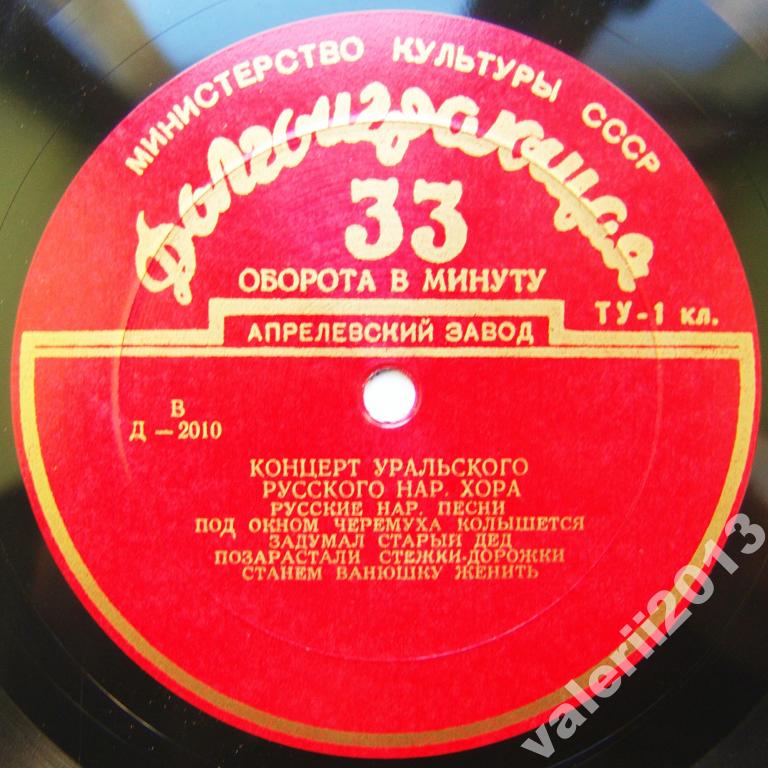 МИНИСТЕРСТВО КУЛЬТУРЫ СССР
Долгоиграющая
33
ОБОРОТА В МИНУТУ
ТУ-1 кл.
АПРЕЛЕВСКИЙ ЗАВОД
В
Д — 2010
КОНЦЕРТ УРАЛЬСКОГО
РУССКОГО НАР. ХОРА
РУССКИЕ НАР. ПЕСНИ
ПОД ОКНОМ ЧЕРЕМУХА КОЛЫШЕТСЯ
ЗАДУМАЛ СТАРЫЙ ДЕД
ПОЗАРАСТАЛИ СТЕЖКИ-ДОРОЖКИ
СТАНЕМ ВАНЮШКУ ЖЕНИТЬ
valerii2013